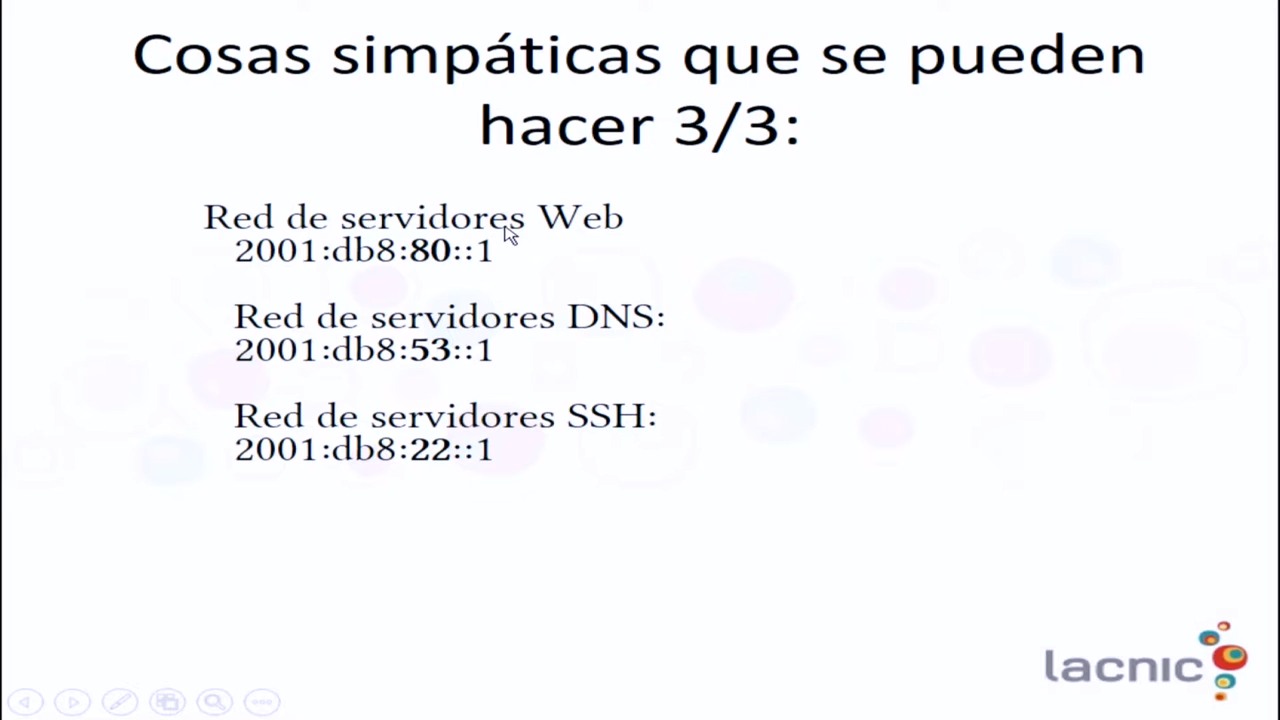 Cosas simpáticas que se pueden
hacer 3/3:
Red de servidores Web
2001:db8:80::1
Red de servidores DNS:
2001:db8:53::1
Red de servidores SSH:
2001:db8:22::1
lacnic